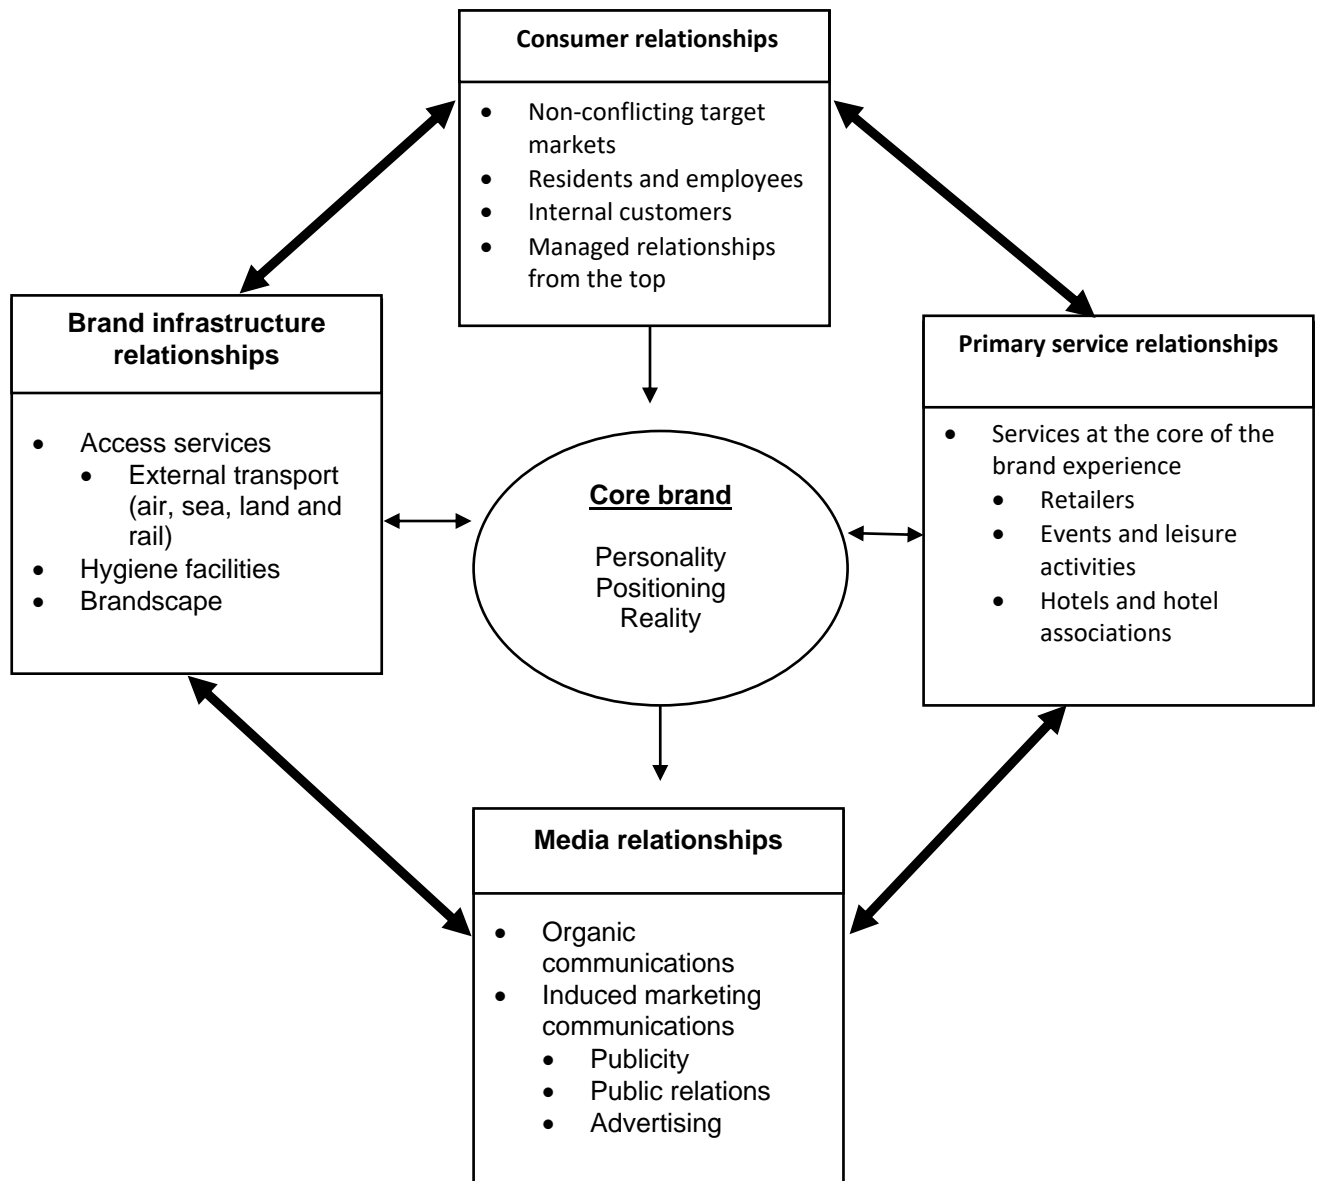 Consumer relationships
• Non-conflicting target
markets
• Residents and employees
• Internal customers
• Managed relationships
from the top
Brand infrastructure
relationships
• Access services
• External transport
(air, sea, land and
rail)
• Hygiene facilities
• Brandscape
Core brand
Personality
Positioning
Reality
Primary service relationships
• Services at the core of the
brand experience
• Retailers
• Events and leisure
activities
• Hotels and hotel
associations
Media relationships
• Organic
communications
• Induced marketing
communications
• Publicity
• Public relations
• Advertising